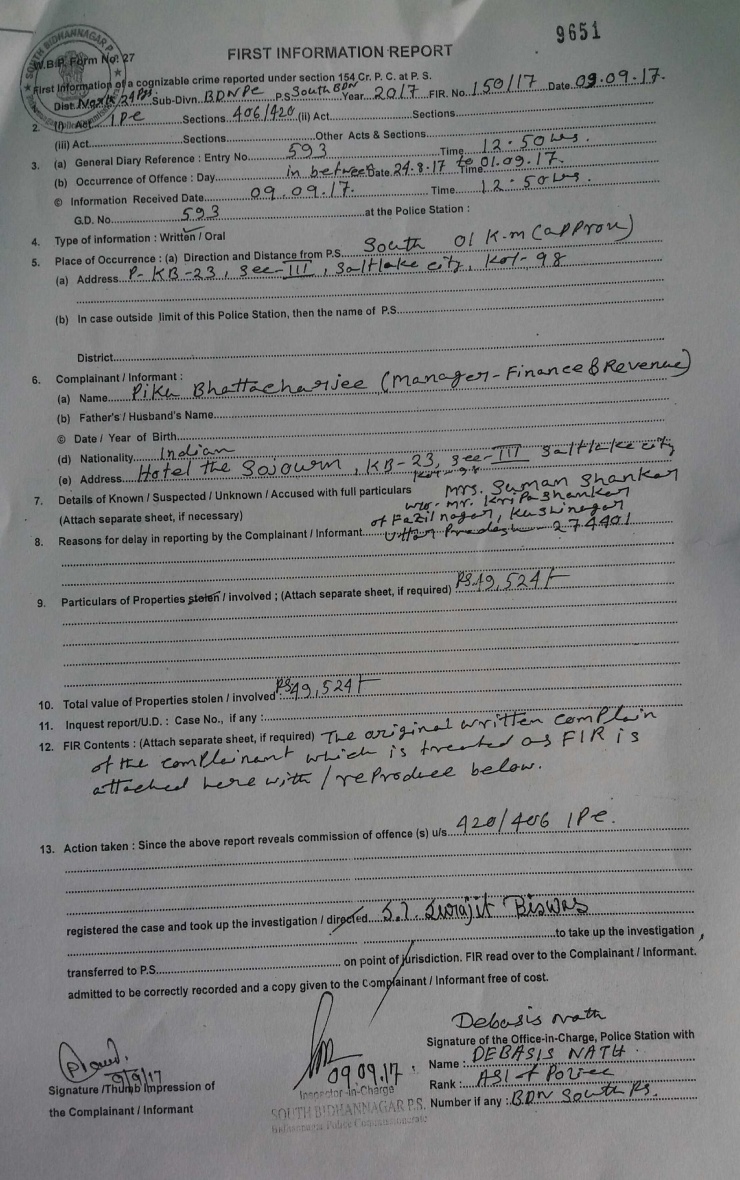 9651
SOUTH BIDHANNAGAR P.S.
W.B.P. Form No. 27
FIRST INFORMATION REPORT
First Information of a cognizable crime reported under section 154 Cr. P. C. at P. S.
Dist. North 24 Pgs Sub-Divn. BDNPC P.S. South BDN Year 2017 FIR. No. 150/17 Date 09.09.17.
2. (I) Act IPC Sections 406/420 (ii) Act Sections
(iii) Act Sections Other Acts & Sections
3. (a) General Diary Reference : Entry No. 593 Time 12.50 hrs.
(b) Occurrence of Offence : Day in between Date 24.8.17 Time to 01.09.17.
© Information Received Date 09.09.17. Time 12.50 hrs.
G.D. No. 593 at the Police Station :
4. Type of information : Written / Oral
5. Place of Occurrence : (a) Direction and Distance from P.S. South 01 K.m (approx)
(a) Address P- KB-23, Sec-III, Saltlake city, Kol-98
(b) In case outside limit of this Police Station, then the name of P.S.
District
6. Complainant / Informant :
(a) Name Piku Bhattacharjee (Manager-Finance & Revenue)
(b) Father's / Husband's Name
© Date / Year of Birth
(d) Nationality Indian
(e) Address Hotel the Sojourn, KB-23, Sec-III Saltlake city
Kol-98
7. Details of Known / Suspected / Unknown / Accused with full particulars Mrs. Suman Shankar
w/o- Mr. Kripa Shankar
(Attach separate sheet, if necessary) of Fazilnagar, Kushinagar
8. Reasons for delay in reporting by the Complainant / Informant Uttar Pradesh 274401
9. Particulars of Properties stolen / involved ; (Attach separate sheet, if required) Rs. 49,524/-
10. Total value of Properties stolen / involved : Rs 49,524/-
11. Inquest report/U.D. : Case No., if any :
12. FIR Contents : (Attach separate sheet, if required) The original written complain
of the complainant which is treated as FIR is
attached here with / reProduce below.
13. Action taken : Since the above report reveals commission of offence (s) u/s 420/406 IPC.
registered the case and took up the investigation / directed S.I. Surajit Biswas
to take up the investigation,
transferred to P.S. on point of jurisdiction. FIR read over to the Complainant / Informant.
admitted to be correctly recorded and a copy given to the Complainant / Informant free of cost.
Debasis Nath
Signature of the Office-in-Charge, Police Station with
Name : DEBASIS NATH
Rank : ASI of Police
Number if any : BDN South PS.
09.09.17
Inspector-in-Charge
SOUTH BIDHANNAGAR P.S.
Bidhannagar Police Commissionerate
9/9/17
Signature /Thumb Impression of
the Complainant / Informant